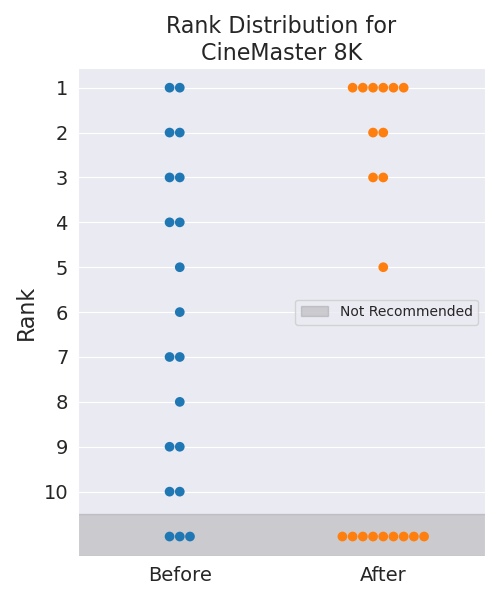 Rank Distribution for
CineMaster 8K
1
2
3
4
5
6
7
8
9
10
Rank
Not Recommended
Before
After